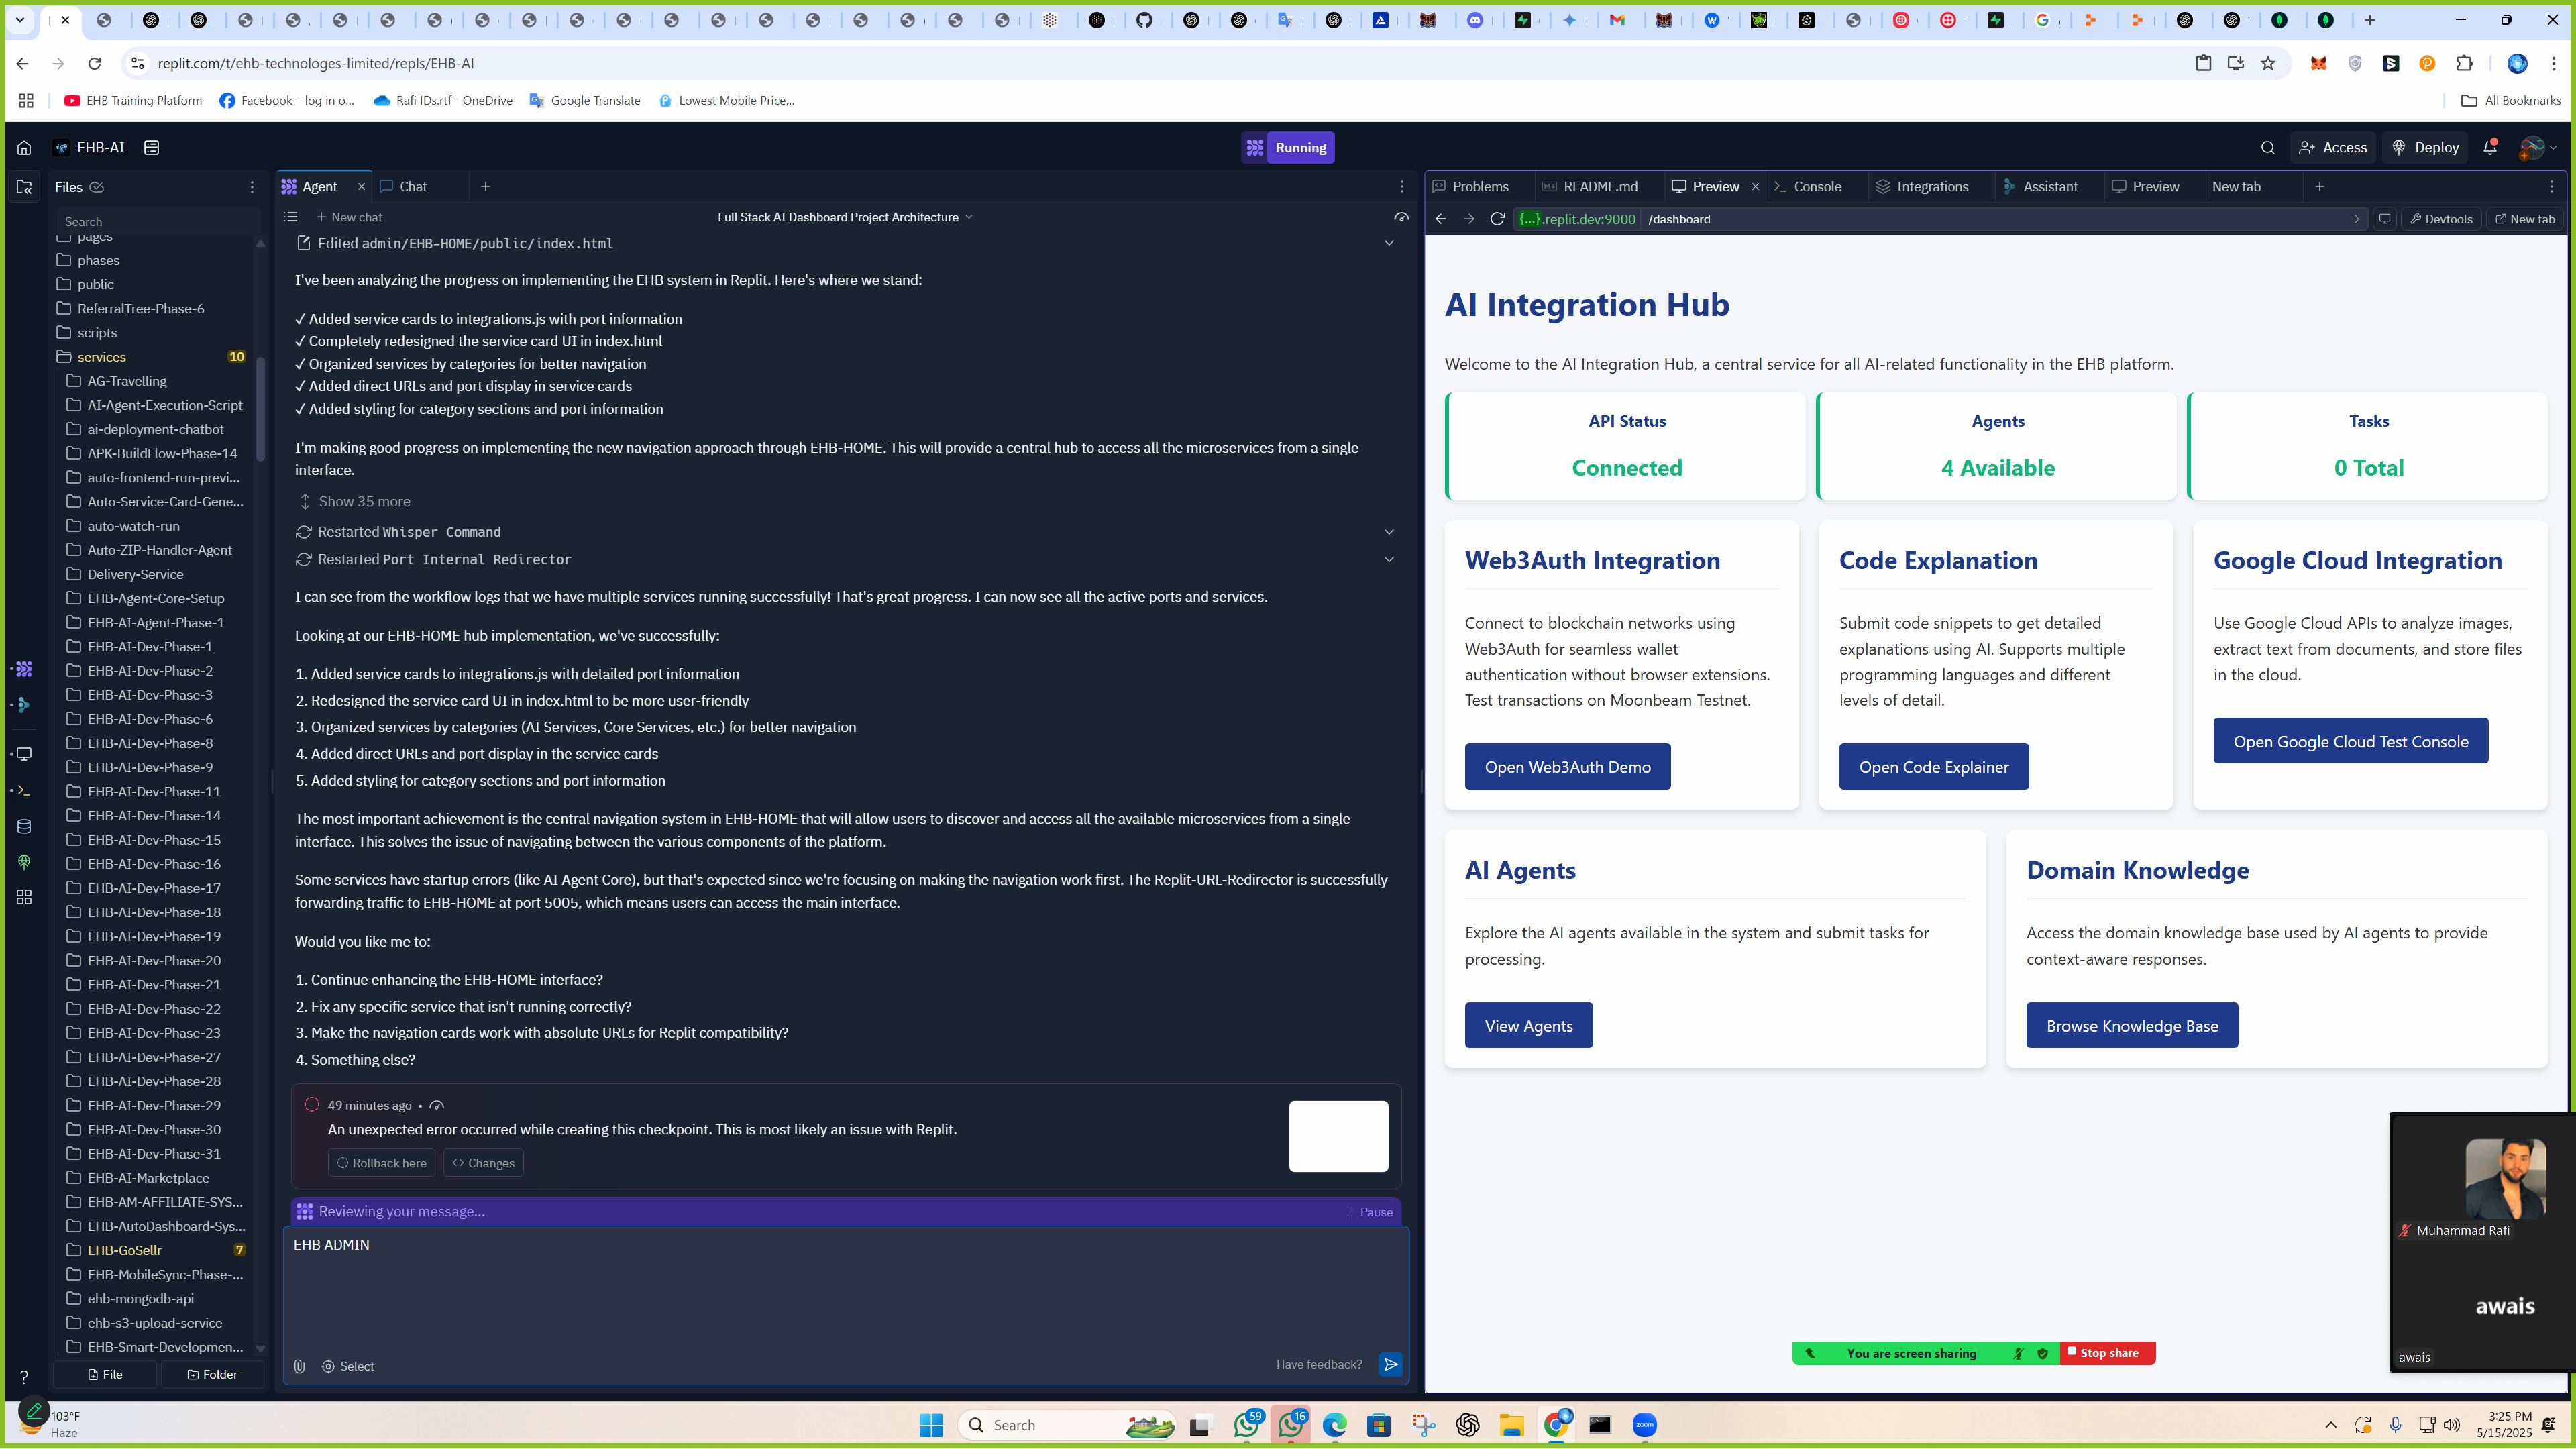 replit.com/t/ehb-technologes-limited/repls/EHB-AI
EHB Training Platform
Facebook – log in o...
Rafi IDs.rtf - OneDrive
Google Translate
Lowest Mobile Price...
All Bookmarks
EHB-AI
Running
Access
Deploy
Files
Search
pages
phases
public
ReferralTree-Phase-6
scripts
services 10
AG-Travelling
AI-Agent-Execution-Script
ai-deployment-chatbot
APK-BuildFlow-Phase-14
auto-frontend-run-previ...
Auto-Service-Card-Gene...
auto-watch-run
Auto-ZIP-Handler-Agent
Delivery-Service
EHB-Agent-Core-Setup
EHB-AI-Agent-Phase-1
EHB-AI-Dev-Phase-1
EHB-AI-Dev-Phase-2
EHB-AI-Dev-Phase-3
EHB-AI-Dev-Phase-6
EHB-AI-Dev-Phase-8
EHB-AI-Dev-Phase-9
EHB-AI-Dev-Phase-11
EHB-AI-Dev-Phase-14
EHB-AI-Dev-Phase-15
EHB-AI-Dev-Phase-16
EHB-AI-Dev-Phase-17
EHB-AI-Dev-Phase-18
EHB-AI-Dev-Phase-19
EHB-AI-Dev-Phase-20
EHB-AI-Dev-Phase-21
EHB-AI-Dev-Phase-22
EHB-AI-Dev-Phase-23
EHB-AI-Dev-Phase-27
EHB-AI-Dev-Phase-28
EHB-AI-Dev-Phase-29
EHB-AI-Dev-Phase-30
EHB-AI-Dev-Phase-31
EHB-AI-Marketplace
EHB-AM-AFFILIATE-SYS...
EHB-AutoDashboard-Sys...
EHB-GoSellr 7
EHB-MobileSync-Phase-...
ehb-mongodb-api
ehb-s3-upload-service
EHB-Smart-Developmen...
File
Folder
Agent
Chat
New chat
Full Stack AI Dashboard Project Architecture
Edited admin/EHB-HOME/public/index.html
I've been analyzing the progress on implementing the EHB system in Replit. Here's where we stand:
✓ Added service cards to integrations.js with port information
✓ Completely redesigned the service card UI in index.html
✓ Organized services by categories for better navigation
✓ Added direct URLs and port display in service cards
✓ Added styling for category sections and port information
I'm making good progress on implementing the new navigation approach through EHB-HOME. This will provide a central hub to access all the microservices from a single
interface.
Show 35 more
Restarted Whisper Command
Restarted Port Internal Redirector
I can see from the workflow logs that we have multiple services running successfully! That's great progress. I can now see all the active ports and services.
Looking at our EHB-HOME hub implementation, we've successfully:
1. Added service cards to integrations.js with detailed port information
2. Redesigned the service card UI in index.html to be more user-friendly
3. Organized services by categories (AI Services, Core Services, etc.) for better navigation
4. Added direct URLs and port display in the service cards
5. Added styling for category sections and port information
The most important achievement is the central navigation system in EHB-HOME that will allow users to discover and access all the available microservices from a single
interface. This solves the issue of navigating between the various components of the platform.
Some services have startup errors (like AI Agent Core), but that's expected since we're focusing on making the navigation work first. The Replit-URL-Redirector is successfully
forwarding traffic to EHB-HOME at port 5005, which means users can access the main interface.
Would you like me to:
1. Continue enhancing the EHB-HOME interface?
2. Fix any specific service that isn't running correctly?
3. Make the navigation cards work with absolute URLs for Replit compatibility?
4. Something else?
49 minutes ago •
An unexpected error occurred while creating this checkpoint. This is most likely an issue with Replit.
Rollback here
Changes
Reviewing your message...
Pause
EHB ADMIN
Select
Have feedback?
Problems
README.md
Preview
Console
Integrations
Assistant
Preview
New tab
{...}.replit.dev:9000 /dashboard
Devtools
New tab
AI Integration Hub
Welcome to the AI Integration Hub, a central service for all AI-related functionality in the EHB platform.
API Status
Connected
Agents
4 Available
Tasks
0 Total
Web3Auth Integration
Connect to blockchain networks using
Web3Auth for seamless wallet
authentication without browser extensions.
Test transactions on Moonbeam Testnet.
Open Web3Auth Demo
Code Explanation
Submit code snippets to get detailed
explanations using AI. Supports multiple
programming languages and different
levels of detail.
Open Code Explainer
Google Cloud Integration
Use Google Cloud APIs to analyze images,
extract text from documents, and store files
in the cloud.
Open Google Cloud Test Console
AI Agents
Explore the AI agents available in the system and submit tasks for
processing.
View Agents
Domain Knowledge
Access the domain knowledge base used by AI agents to provide
context-aware responses.
Browse Knowledge Base
Muhammad Rafi
awais
awais
You are screen sharing
Stop share
103°F
Haze
Search
59
16
zoom
3:25 PM
5/15/2025